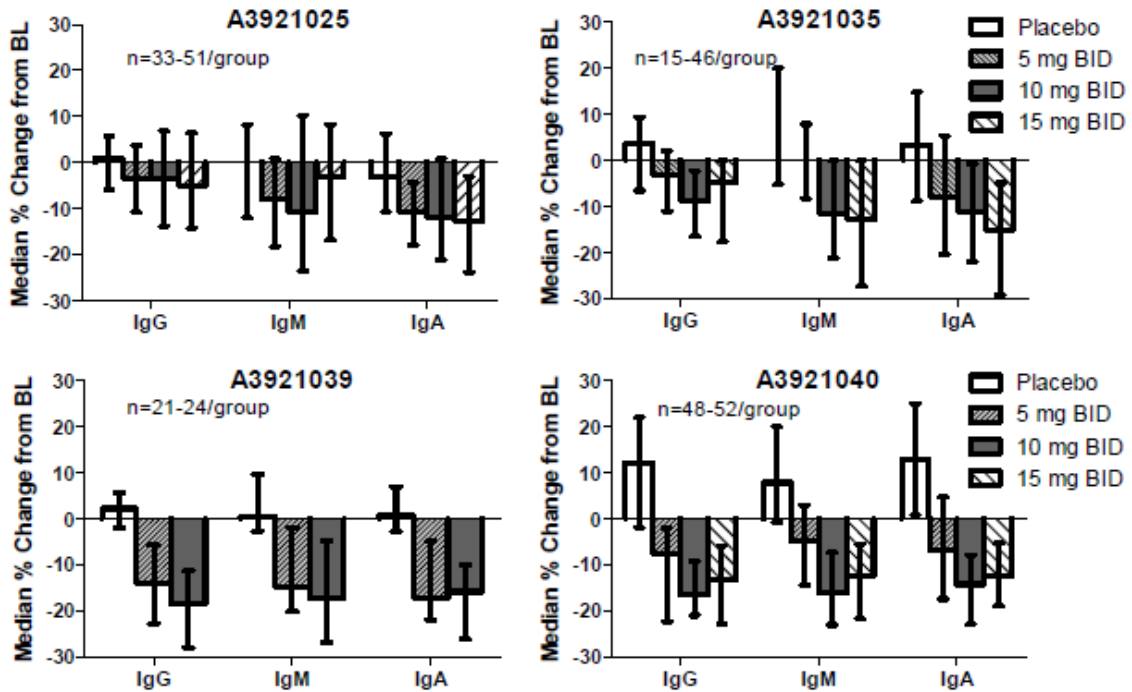 A3921025
n=33-51/group
Median % Change from BL
30
20
10
0
-10
-20
-30
IgG IgM IgA
A3921035
n=15-46/group
Median % Change from BL
30
20
10
0
-10
-20
-30
IgG IgM IgA
Placebo
5 mg BID
10 mg BID
15 mg BID
A3921039
n=21-24/group
Median % Change from BL
30
20
10
0
-10
-20
-30
IgG IgM IgA
A3921040
n=48-52/group
Median % Change from BL
30
20
10
0
-10
-20
-30
IgG IgM IgA
Placebo
5 mg BID
10 mg BID
15 mg BID